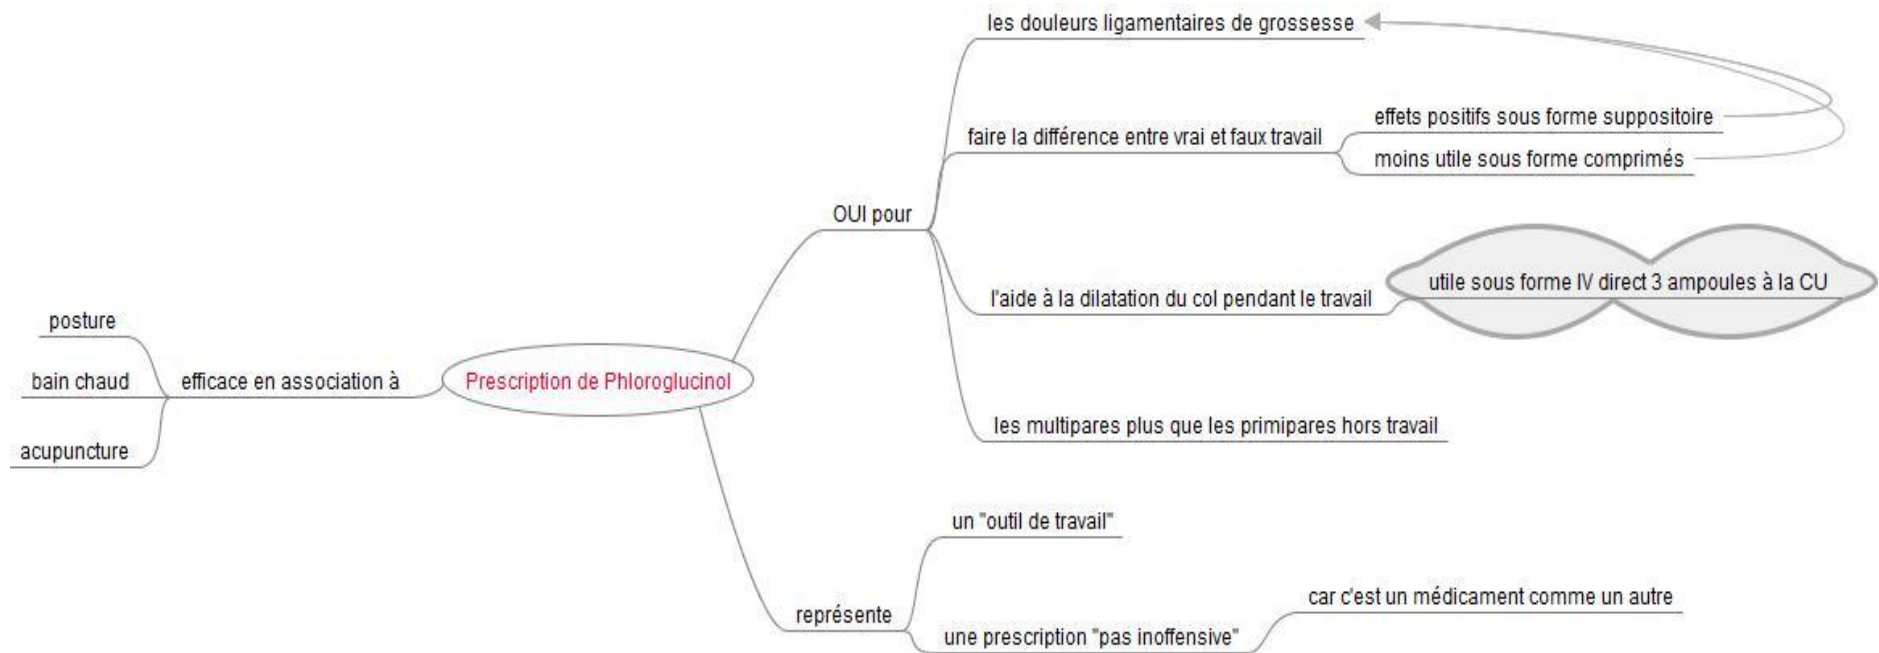 les douleurs ligamentaires de grossesse
effets positifs sous forme suppositoire
faire la différence entre vrai et faux travail
moins utile sous forme comprimés
OUI pour
utile sous forme IV direct 3 ampoules à la CU
l'aide à la dilatation du col pendant le travail
posture
bain chaud
efficace en association à
Prescription de Phloroglucinol
les multipares plus que les primipares hors travail
acupuncture
un "outil de travail"
car c'est un médicament comme un autre
représente
une prescription "pas inoffensive"